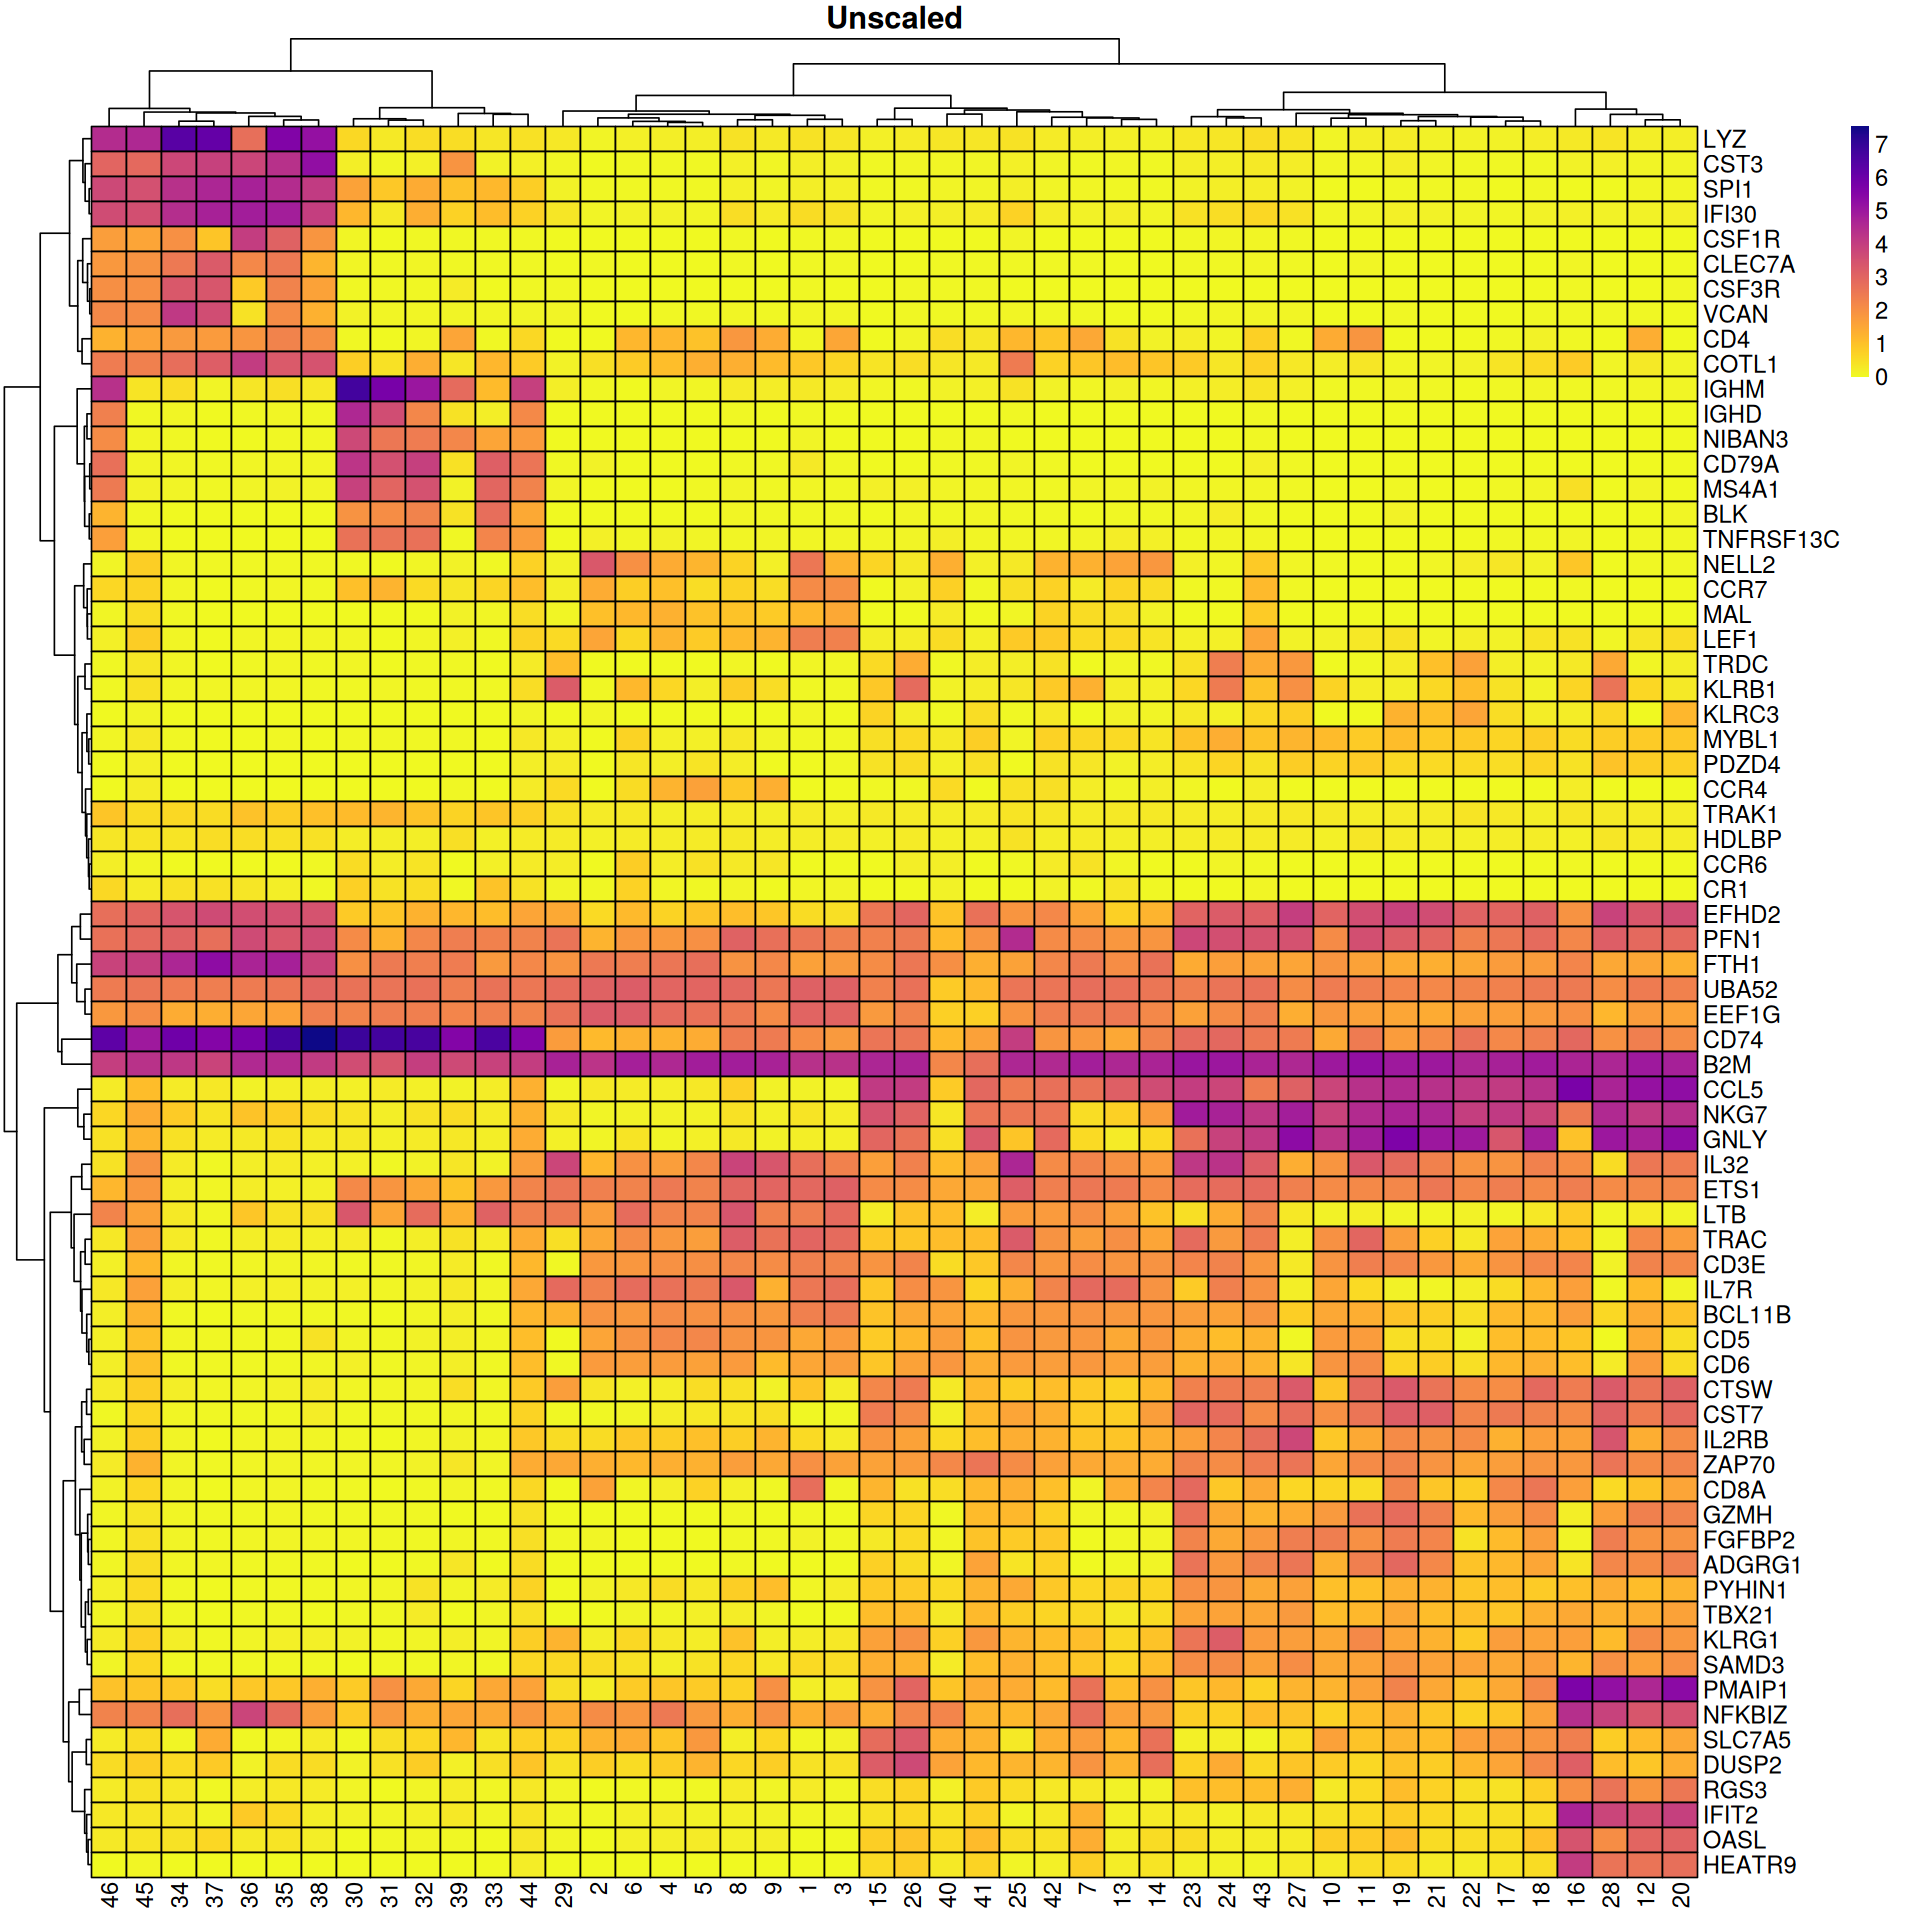 Unscaled
LYZ
CST3
SPI1
IFI30
CSF1R
CLEC7A
CSF3R
VCAN
CD4
COTL1
IGHM
IGHD
NIBAN3
CD79A
MS4A1
BLK
TNFRSF13C
NELL2
CCR7
MAL
LEF1
TRDC
KLRB1
KLRC3
MYBL1
PDZD4
CCR4
TRAK1
HDLBP
CCR6
CR1
EFHD2
PFN1
FTH1
UBA52
EEF1G
CD74
B2M
CCL5
NKG7
GNLY
IL32
ETS1
LTB
TRAC
CD3E
IL7R
BCL11B
CD5
CD6
CTSW
CST7
IL2RB
ZAP70
CD8A
GZMH
FGFBP2
ADGRG1
PYHIN1
TBX21
KLRG1
SAMD3
PMAIP1
NFKBIZ
SLC7A5
DUSP2
RGS3
IFIT2
OASL
HEATR9
7
6
5
4
3
2
1
0
46 45 34 37 36 35 38 30 31 32 39 33 44 29 2 6 4 5 8 9 1 3 15 26 40 41 25 42 7 13 14 23 24 43 27 10 11 19 21 22 17 18 16 28 12 20